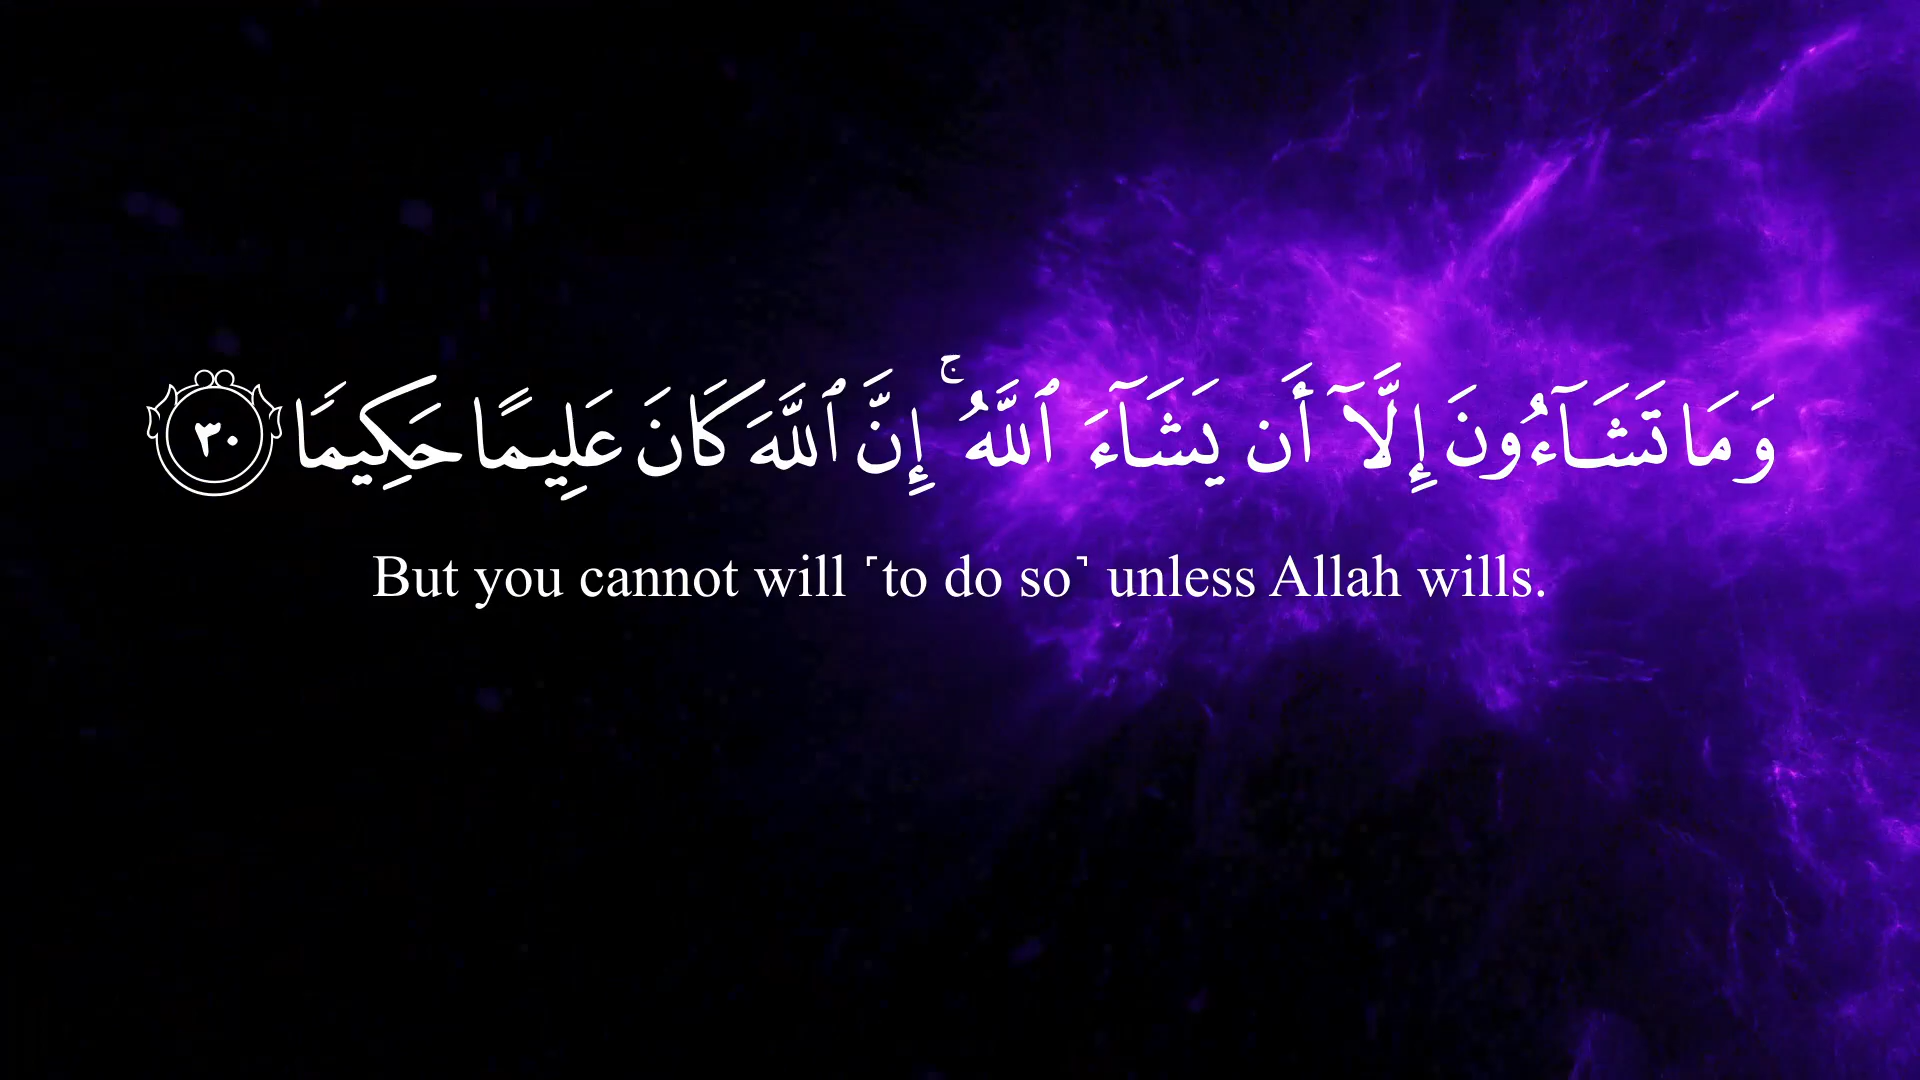 وَمَا تَشَآءُونَ إِلَّآ أَن يَشَآءَ ٱللَّهُ ۚ إِنَّ ٱللَّهَ كَانَ عَلِيمًا حَكِيمًا ٣٠
But you cannot will ˹to do so˺ unless Allah wills.